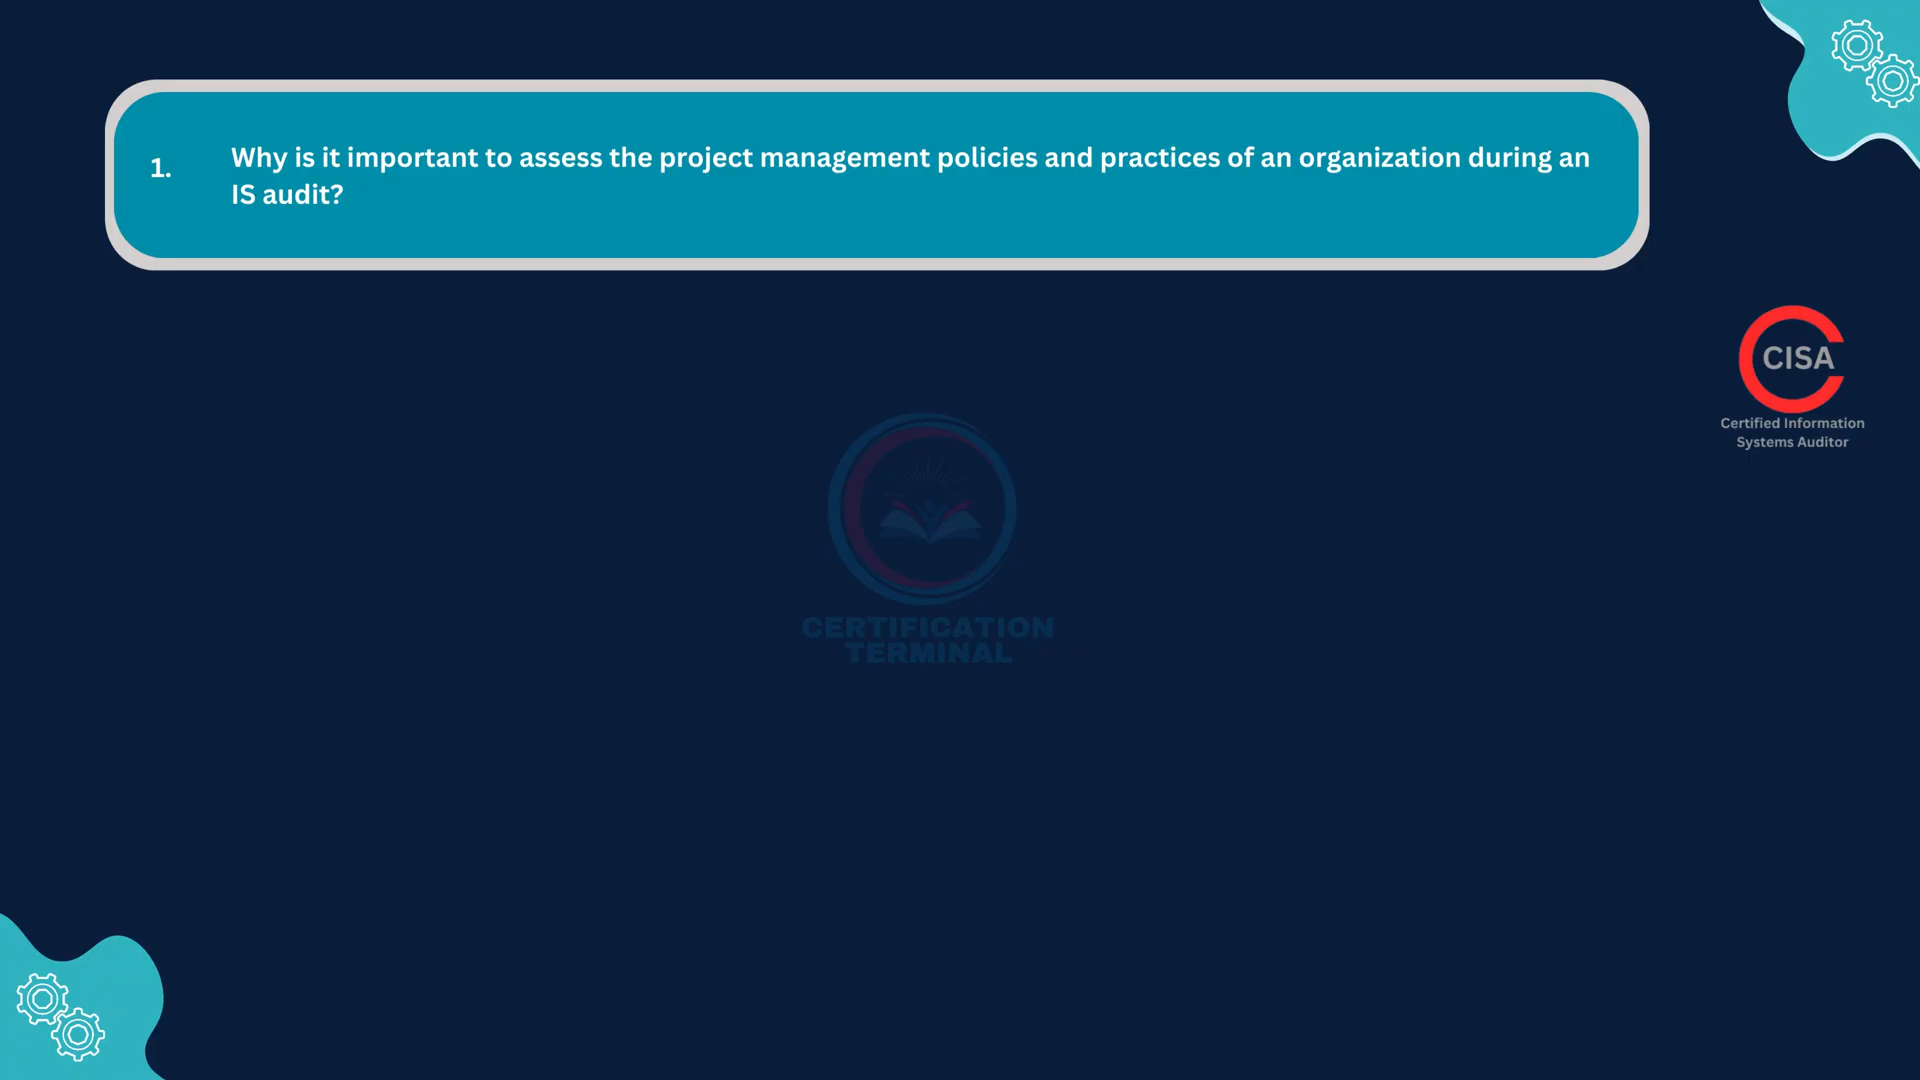 1.
Why is it important to assess the project management policies and practices of an organization during an
IS audit?
CISA
Certified Information
Systems Auditor
CERTIFICATION
TERMINAL